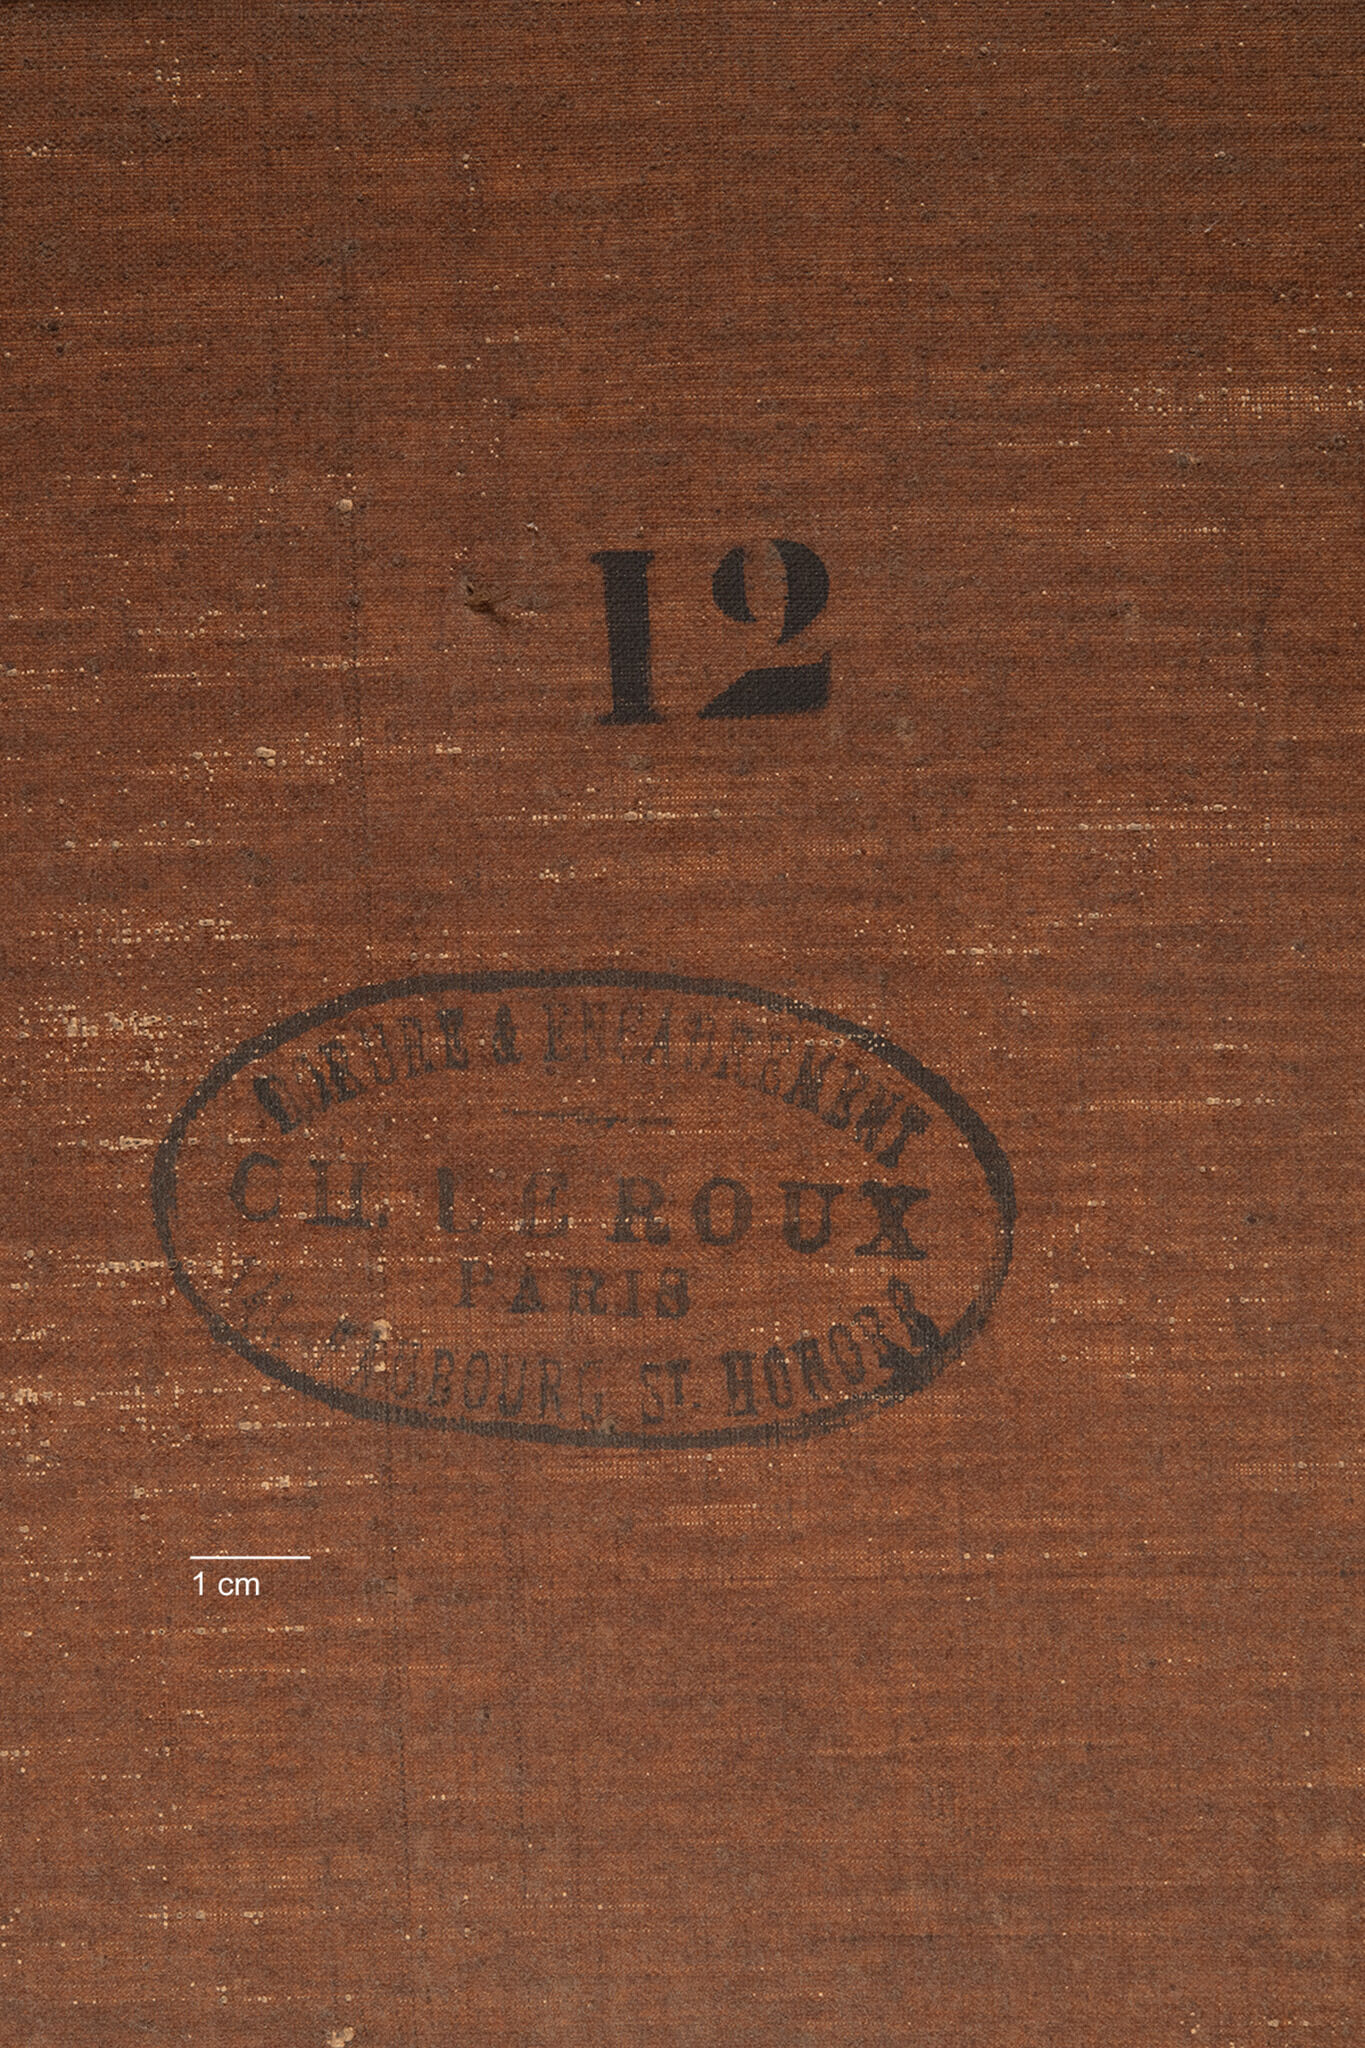 12
DORURE & ENCADREMENT
CH. LE ROUX
PARIS
FAUBOURG ST. HONORÉ
1 cm